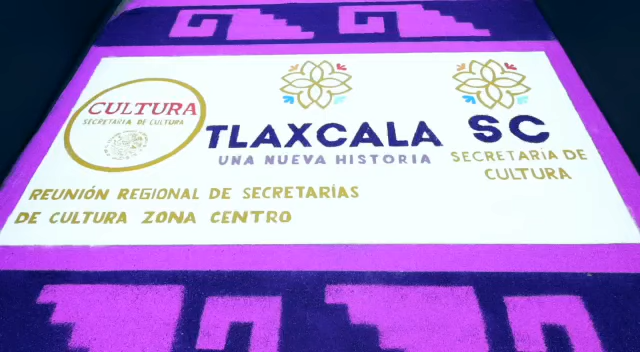 CULTURA
SECRETARÍA DE CULTURA
TLAXCALA
UNA NUEVA HISTORIA
SC
SECRETARÍA DE
CULTURA
REUNIÓN REGIONAL DE SECRETARÍAS
DE CULTURA ZONA CENTRO